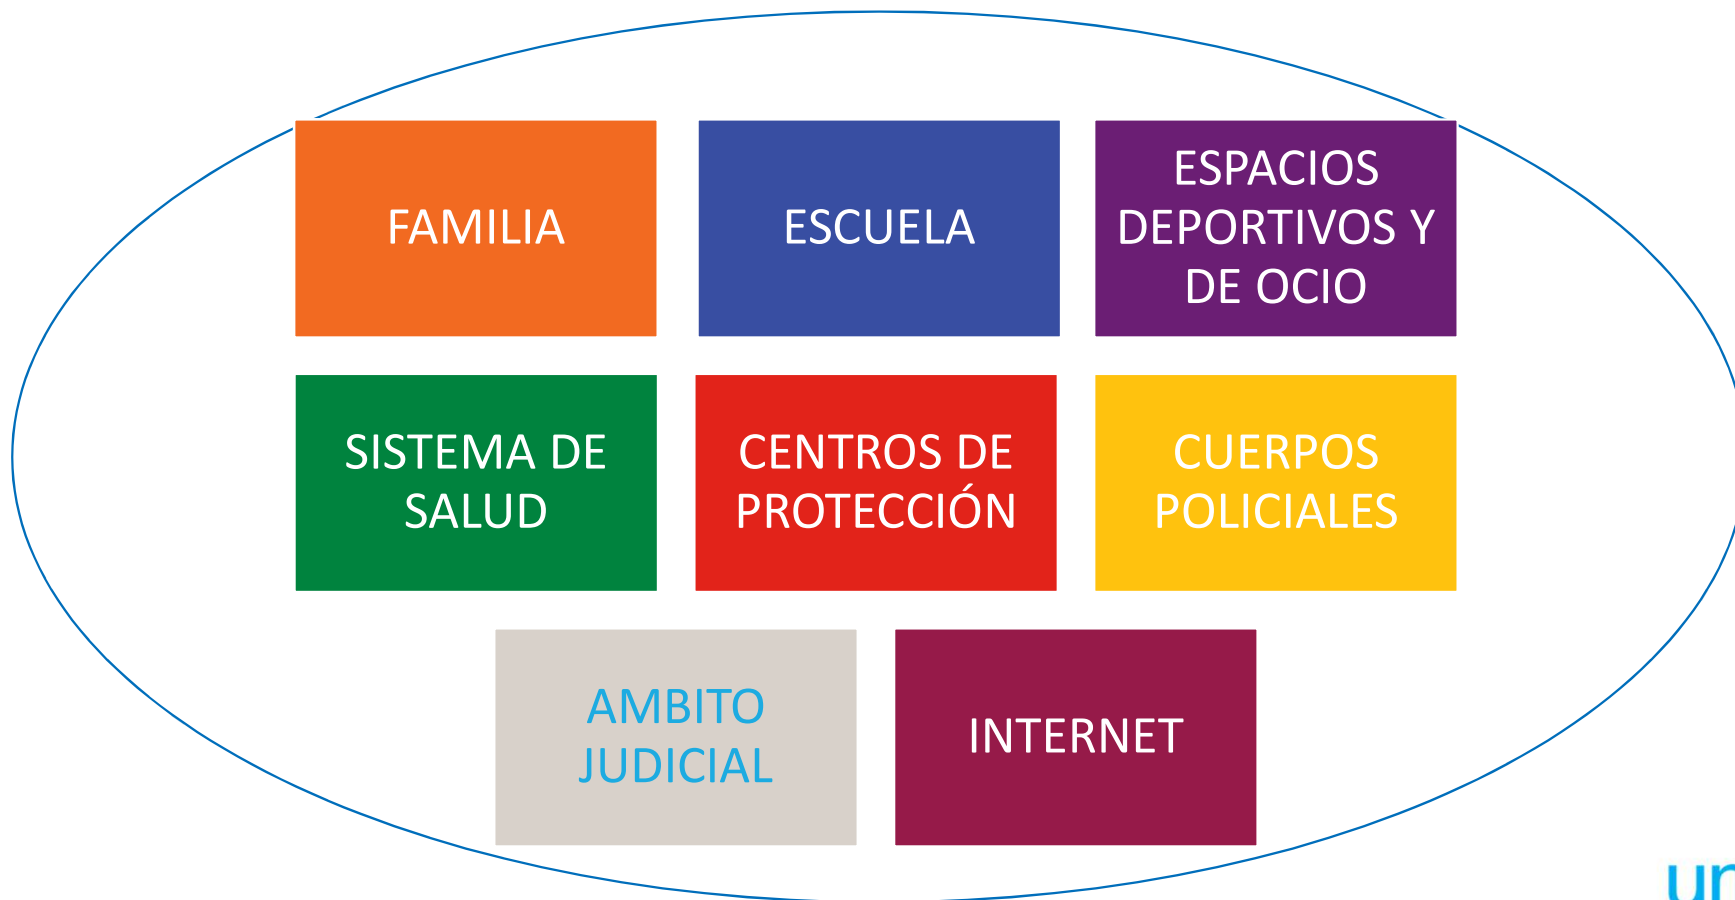 FAMILIA
ESCUELA
ESPACIOS
DEPORTIVOS Y
DE OCIO
SISTEMA DE
SALUD
CENTROS DE
PROTECCIÓN
CUERPOS
POLICIALES
AMBITO
JUDICIAL
INTERNET